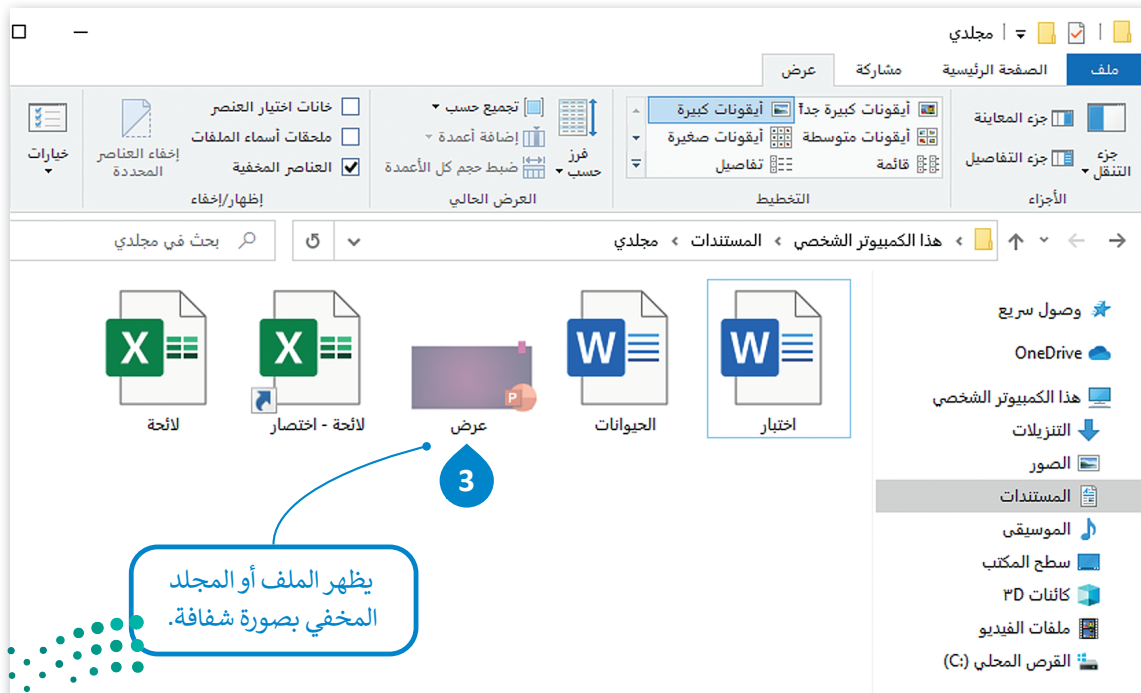 مجلدي
ملف
الصفحة الرئيسية
مشاركة
عرض
جزء التنقل
جزء المعاينة
جزء التفاصيل
الأجزاء
أيقونات كبيرة جداً
أيقونات كبيرة
أيقونات متوسطة
أيقونات صغيرة
قائمة
تفاصيل
التخطيط
فرز حسب
تجميع حسب
إضافة أعمدة
ضبط حجم كل الأعمدة
العرض الحالي
خانات اختيار العنصر
ملحقات أسماء الملفات
العناصر المخفية
إخفاء العناصر المحددة
إظهار/إخفاء
خيارات
هذا الكمبيوتر الشخصي › المستندات › مجلدي
بحث في مجلدي
وصول سريع
OneDrive
هذا الكمبيوتر الشخصي
التنزيلات
الصور
المستندات
الموسيقى
سطح المكتب
كائنات ٣D
ملفات الفيديو
القرص المحلي (C:)
W
اختبار
W
الحيوانات
P
عرض
X
لائحة - اختصار
X
لائحة
3
يظهر الملف أو المجلد
المخفي بصورة شفافة.